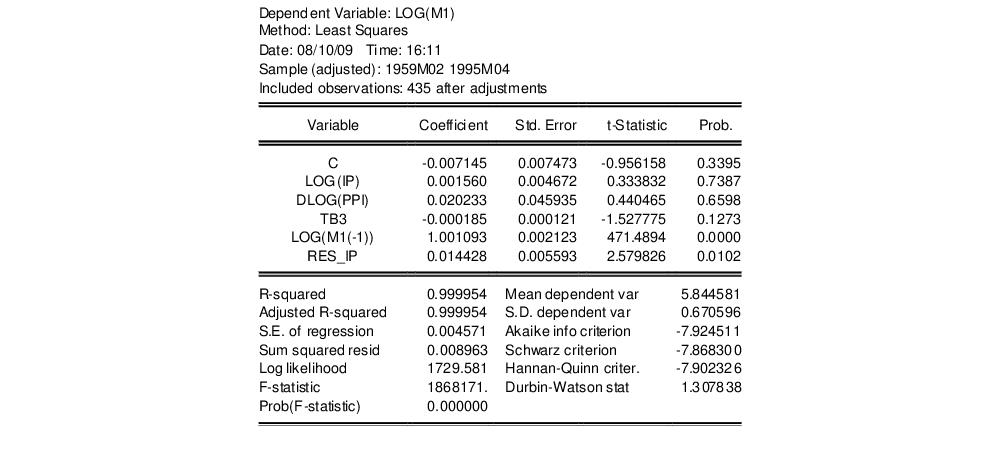 Dependent Variable: LOG(M1)
Method: Least Squares
Date: 08/10/09 Time: 16:11
Sample (adjusted): 1959M02 1995M04
Included observations: 435 after adjustments
Variable Coefficient Std. Error t-Statistic Prob.
C -0.007145 0.007473 -0.956158 0.3395
LOG(IP) 0.001560 0.004672 0.333832 0.7387
DLOG(PPI) 0.020233 0.045935 0.440465 0.6598
TB3 -0.000185 0.000121 -1.527775 0.1273
LOG(M1(-1)) 1.001093 0.002123 471.4894 0.0000
RES_IP 0.014428 0.005593 2.579826 0.0102
R-squared 0.999954 Mean dependent var 5.844581
Adjusted R-squared 0.999954 S.D. dependent var 0.670596
S.E. of regression 0.004571 Akaike info criterion -7.924511
Sum squared resid 0.008963 Schwarz criterion -7.868300
Log likelihood 1729.581 Hannan-Quinn criter. -7.902326
F-statistic 1868171. Durbin-Watson stat 1.307838
Prob(F-statistic) 0.000000